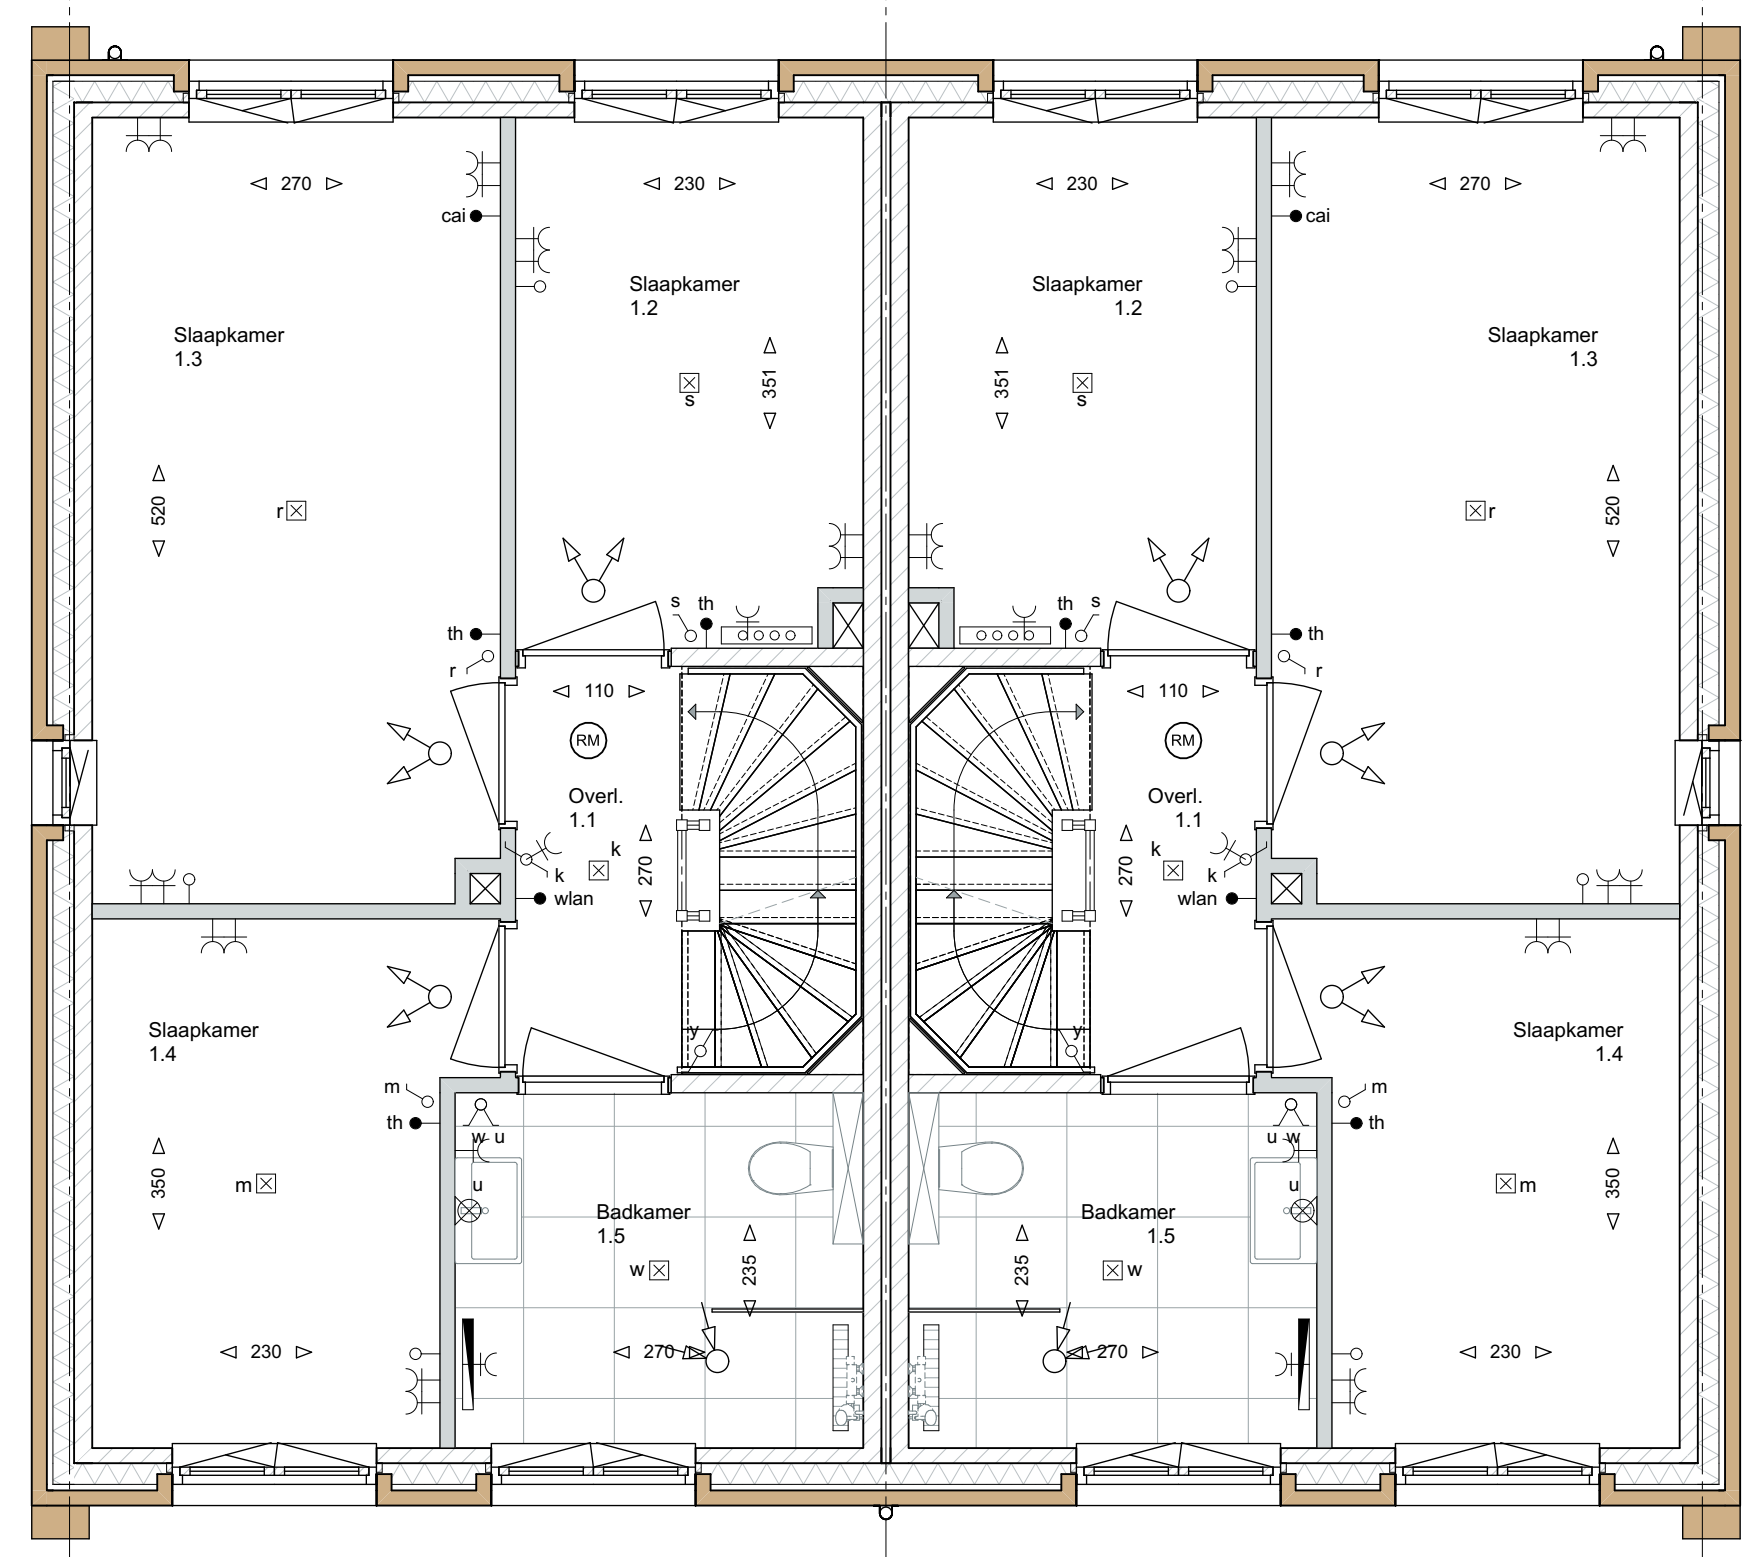 270
230
230
270
cai
cai
Slaapkamer
1.2
Slaapkamer
1.2
Slaapkamer
1.3
Slaapkamer
1.3
351
351
s
s
520
r
r
520
s
th
th
s
th
r
th
r
110
110
RM
RM
Overl.
1.1
Overl.
1.1
k
k
270
270
k
k
wlan
wlan
Slaapkamer
1.4
y
y
Slaapkamer
1.4
m
m
th
th
w u
u w
350
m
u
u
m
350
Badkamer
1.5
Badkamer
1.5
w
235
235
w
230
270
270
230